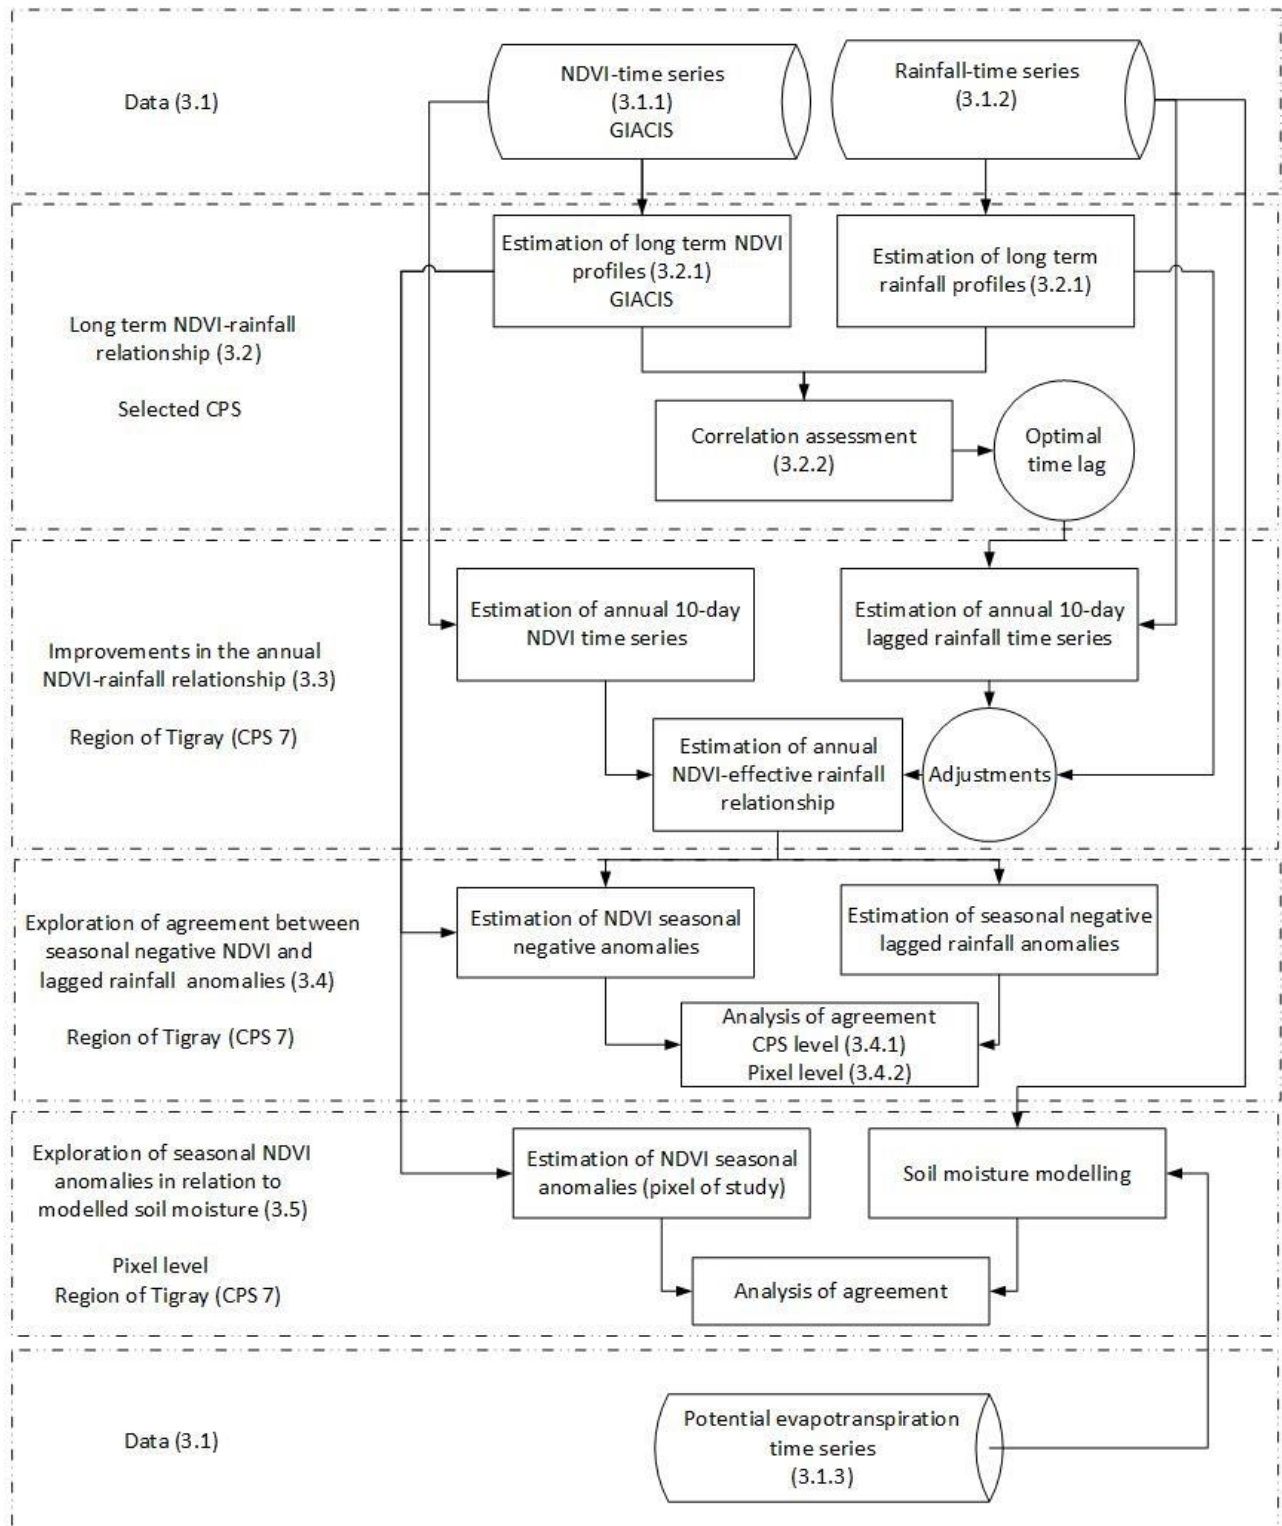 Data (3.1)
NDVI-time series
(3.1.1)
GIACIS
Rainfall-time series
(3.1.2)
Long term NDVI-rainfall
relationship (3.2)
Selected CPS
Estimation of long term NDVI
profiles (3.2.1)
GIACIS
Estimation of long term
rainfall profiles (3.2.1)
Correlation assessment
(3.2.2)
Optimal
time lag
Improvements in the annual
NDVI-rainfall relationship (3.3)
Region of Tigray (CPS 7)
Estimation of annual 10-day
NDVI time series
Estimation of annual 10-day
lagged rainfall time series
Estimation of annual
NDVI-effective rainfall
relationship
Adjustments
Exploration of agreement between
seasonal negative NDVI and
lagged rainfall anomalies (3.4)
Region of Tigray (CPS 7)
Estimation of NDVI seasonal
negative anomalies
Estimation of seasonal negative
lagged rainfall anomalies
Analysis of agreement
CPS level (3.4.1)
Pixel level (3.4.2)
Exploration of seasonal NDVI
anomalies in relation to
modelled soil moisture (3.5)
Pixel level
Region of Tigray (CPS 7)
Estimation of NDVI seasonal
anomalies (pixel of study)
Soil moisture modelling
Analysis of agreement
Data (3.1)
Potential evapotranspiration
time series
(3.1.3)